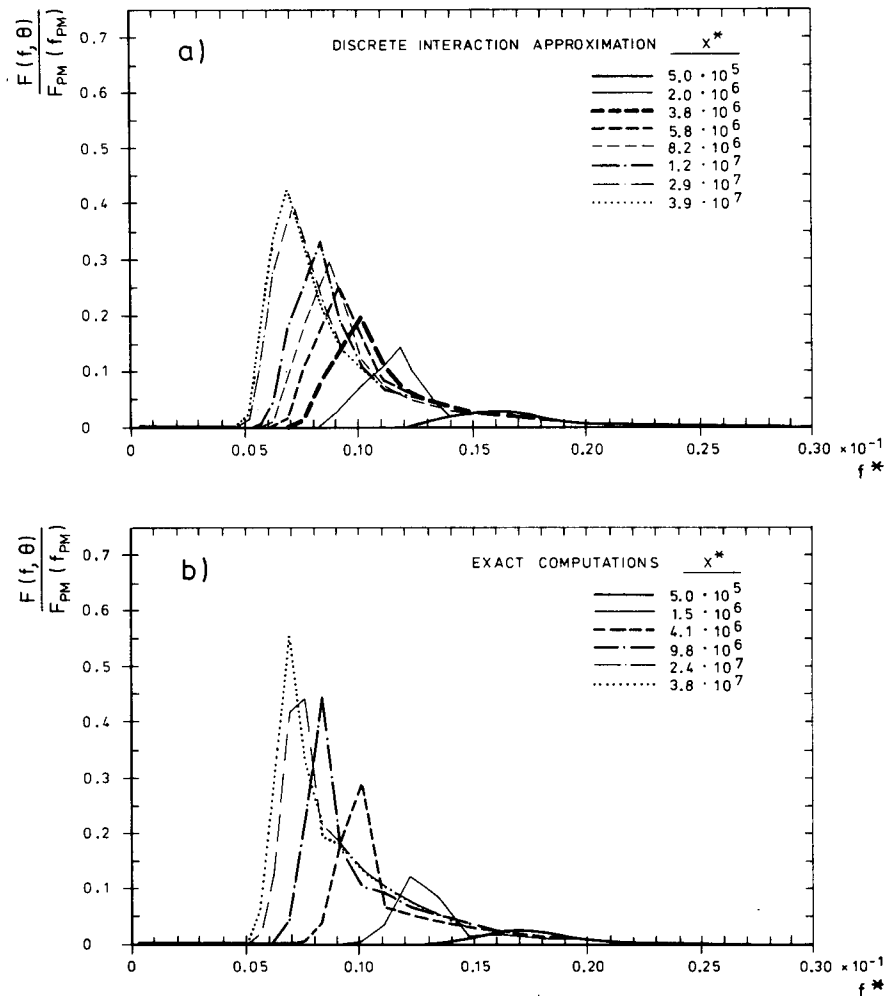 F(f,θ)
F_PM(f_PM)
a)
DISCRETE INTERACTION APPROXIMATION
x*
5.0 · 10^5
2.0 · 10^6
3.8 · 10^6
5.8 · 10^6
8.2 · 10^6
1.2 · 10^7
2.9 · 10^7
3.9 · 10^7
0.7
0.6
0.5
0.4
0.3
0.2
0.1
0
0 0.05 0.10 0.15 0.20 0.25 0.30 ×10^-1
f*
F(f,θ)
F_PM(f_PM)
b)
EXACT COMPUTATIONS
x*
5.0 · 10^5
1.5 · 10^6
4.1 · 10^6
9.8 · 10^6
2.4 · 10^7
3.8 · 10^7
0.7
0.6
0.5
0.4
0.3
0.2
0.1
0
0 0.05 0.10 0.15 0.20 0.25 0.30 ×10^-1
f*